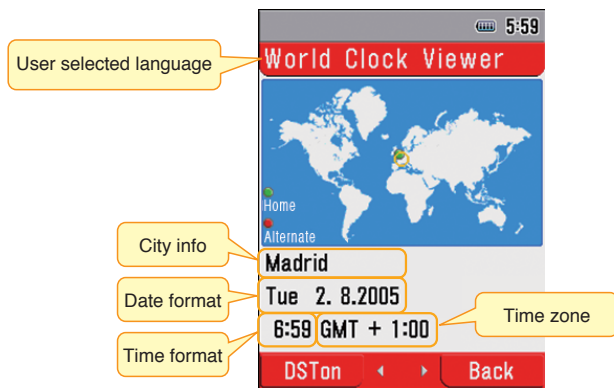 5:59
User selected language
World Clock Viewer
Home
Alternate
City info
Madrid
Date format
Tue 2. 8.2005
Time format
6:59 GMT + 1:00
Time zone
DSTon
Back